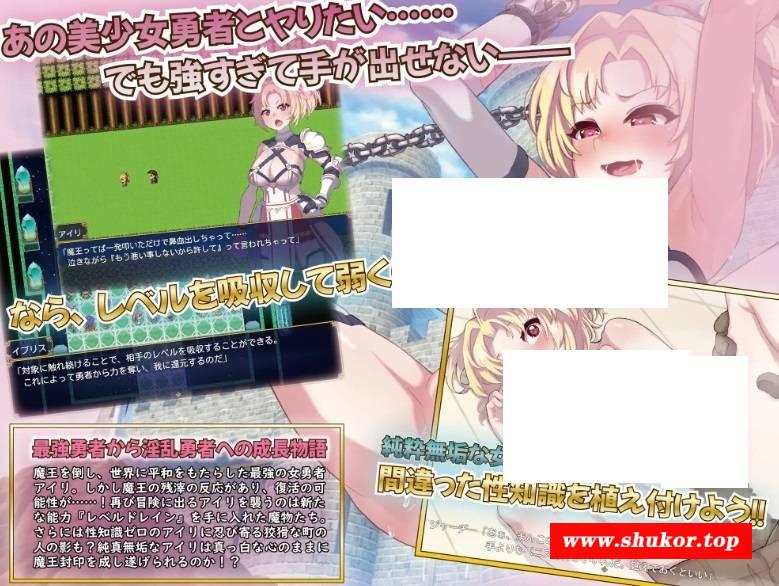 あの美少女勇者とヤりたい……
でも強すぎて手が出せない──
アイリ
「魔王ってば一発叩いただけで鼻血出しちゃって……
泣きながら『もう悪い事しないから許して』って言われちゃって」
なら、レベルを吸収して弱く
イブリス
「対象に触れ続けることで、相手のレベルを吸収することができる。
これによって勇者から力を奪い、我に還元するのだ」
最強勇者から淫乱勇者への成長物語
魔王を倒し、世界に平和をもたらした最強の女勇者
アイリ。しかし魔王の残滓の反応があり、復活の可
能性が……！再び冒険に出るアイリを襲うのは新た
な能力『レベルドレイン』を手に入れた魔物たち。
さらには性知識ゼロのアイリに忍び寄る狡猾な町の
人の影も？純真無垢なアイリは真っ白な心のままに
魔王封印を成し遂げられるのか！？
純粋無垢な
間違った性知識を植え付けよう!!
www.shukor.top